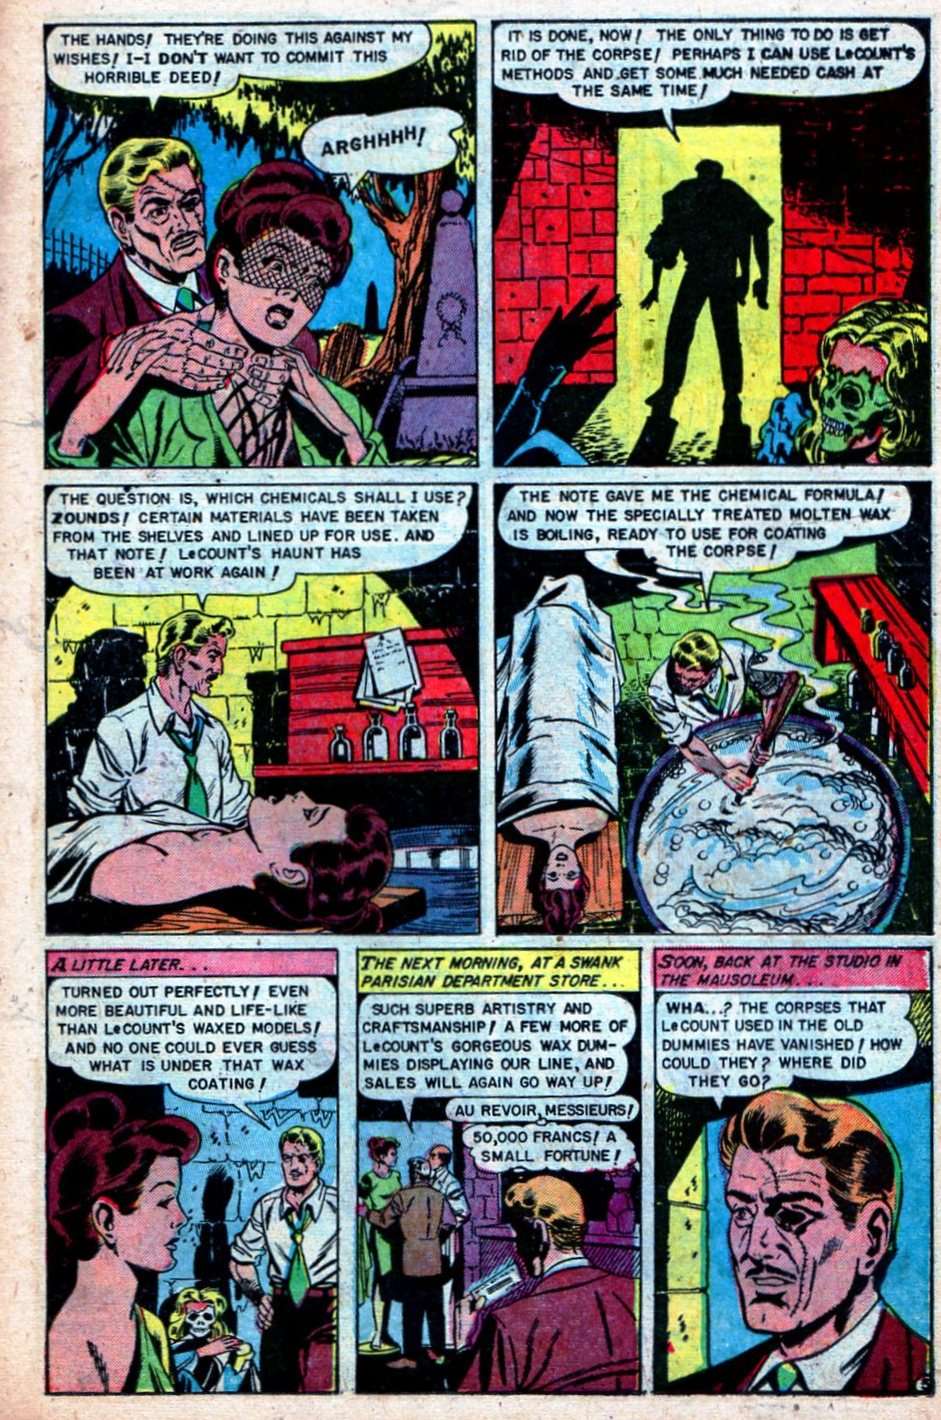 THE HANDS! THEY'RE DOING THIS AGAINST MY
WISHES! I-I DON'T WANT TO COMMIT THIS
HORRIBLE DEED!
ARGHHHH!
IT IS DONE, NOW! THE ONLY THING TO DO IS GET
RID OF THE CORPSE! PERHAPS I CAN USE LeCOUNT'S
METHODS AND GET SOME MUCH NEEDED CASH AT
THE SAME TIME!
THE QUESTION IS, WHICH CHEMICALS SHALL I USE?
ZOUNDS! CERTAIN MATERIALS HAVE BEEN TAKEN
FROM THE SHELVES AND LINED UP FOR USE. AND
THAT NOTE! LeCOUNT'S HAUNT HAS
BEEN AT WORK AGAIN!
THE NOTE GAVE ME THE CHEMICAL FORMULA!
AND NOW THE SPECIALLY TREATED MOLTEN WAX
IS BOILING, READY TO USE FOR COATING
THE CORPSE!
A LITTLE LATER...
TURNED OUT PERFECTLY! EVEN
MORE BEAUTIFUL AND LIFE-LIKE
THAN LeCOUNT'S WAXED MODELS!
AND NO ONE COULD EVER GUESS
WHAT IS UNDER THAT WAX
COATING!
THE NEXT MORNING, AT A SWANK
PARISIAN DEPARTMENT STORE...
SUCH SUPERB ARTISTRY AND
CRAFTSMANSHIP! A FEW MORE OF
LeCOUNT'S GORGEOUS WAX DUM-
MIES DISPLAYING OUR LINE, AND
SALES WILL AGAIN GO WAY UP!
AU REVOIR, MESSIEURS!
50,000 FRANCS! A
SMALL FORTUNE!
SOON, BACK AT THE STUDIO IN
THE MAUSOLEUM...
WHA...? THE CORPSES THAT
LeCOUNT USED IN THE OLD
DUMMIES HAVE VANISHED! HOW
COULD THEY? WHERE DID
THEY GO?
5